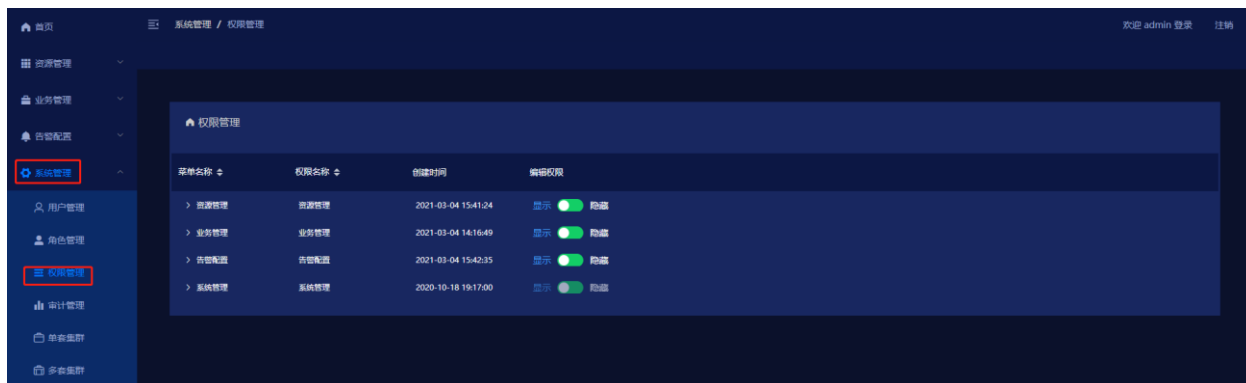 首页
系统管理 / 权限管理
欢迎 admin 登录 注销
资源管理
业务管理
告警配置
系统管理
用户管理
角色管理
权限管理
审计管理
单套集群
多套集群
权限管理
菜单名称 权限名称 创建时间 编辑权限
资源管理 资源管理 2021-03-04 15:41:24 显示 隐藏
业务管理 业务管理 2021-03-04 14:16:49 显示 隐藏
告警配置 告警配置 2021-03-04 15:42:35 显示 隐藏
系统管理 系统管理 2020-10-18 19:17:00 显示 隐藏